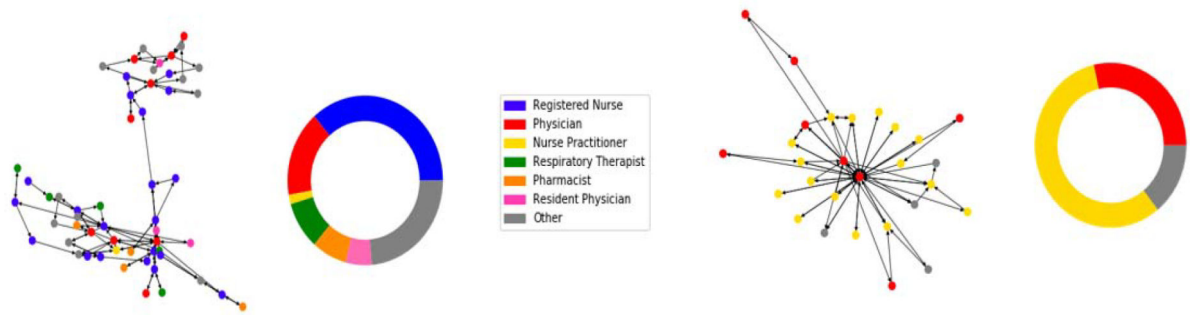 Registered Nurse
Physician
Nurse Practitioner
Respiratory Therapist
Pharmacist
Resident Physician
Other